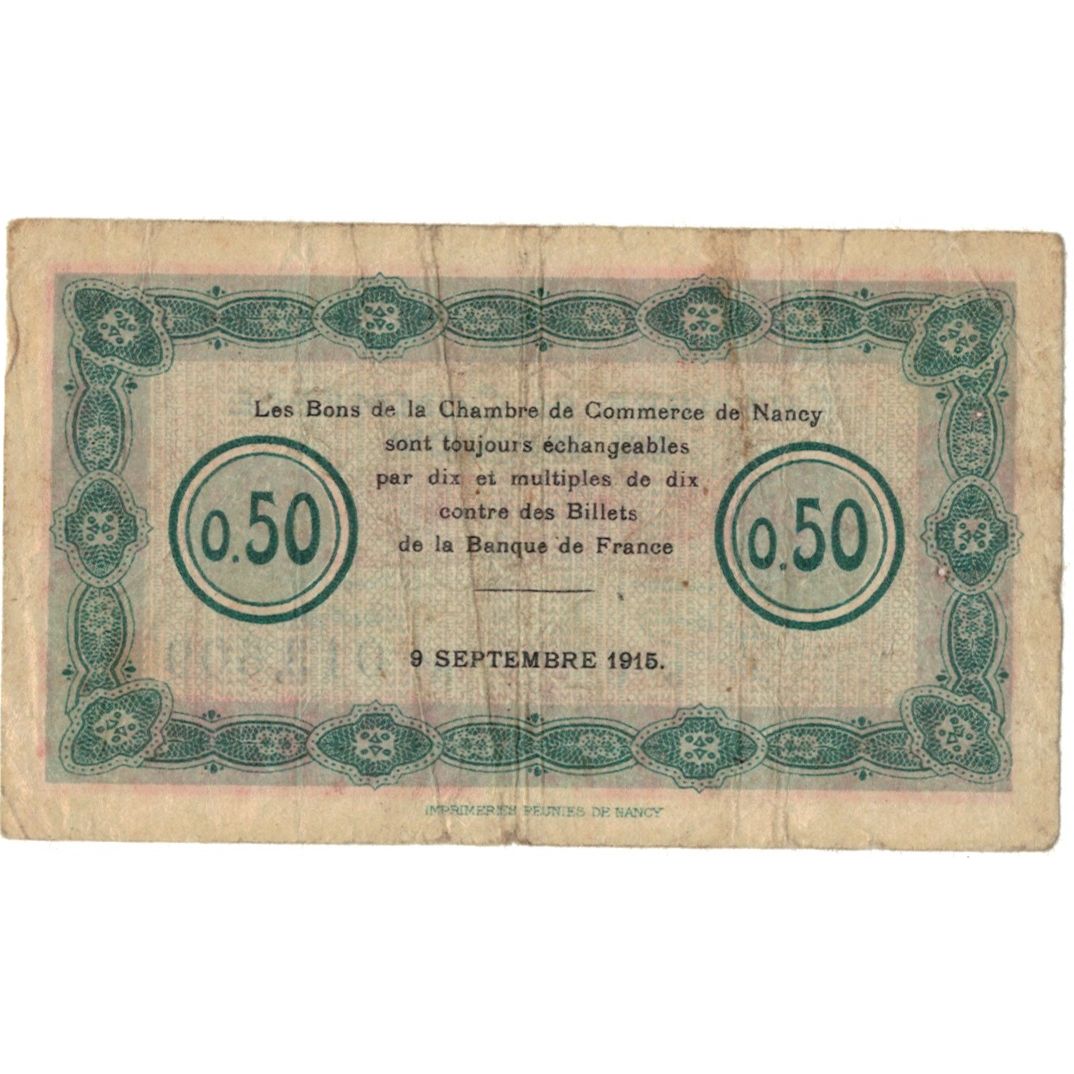 Les Bons de la Chambre de Commerce de Nancy
sont toujours échangeables
par dix et multiples de dix
contre des Billets
de la Banque de France
0.50
0.50
9 SEPTEMBRE 1915.
IMPRIMERIES REUNIES DE NANCY